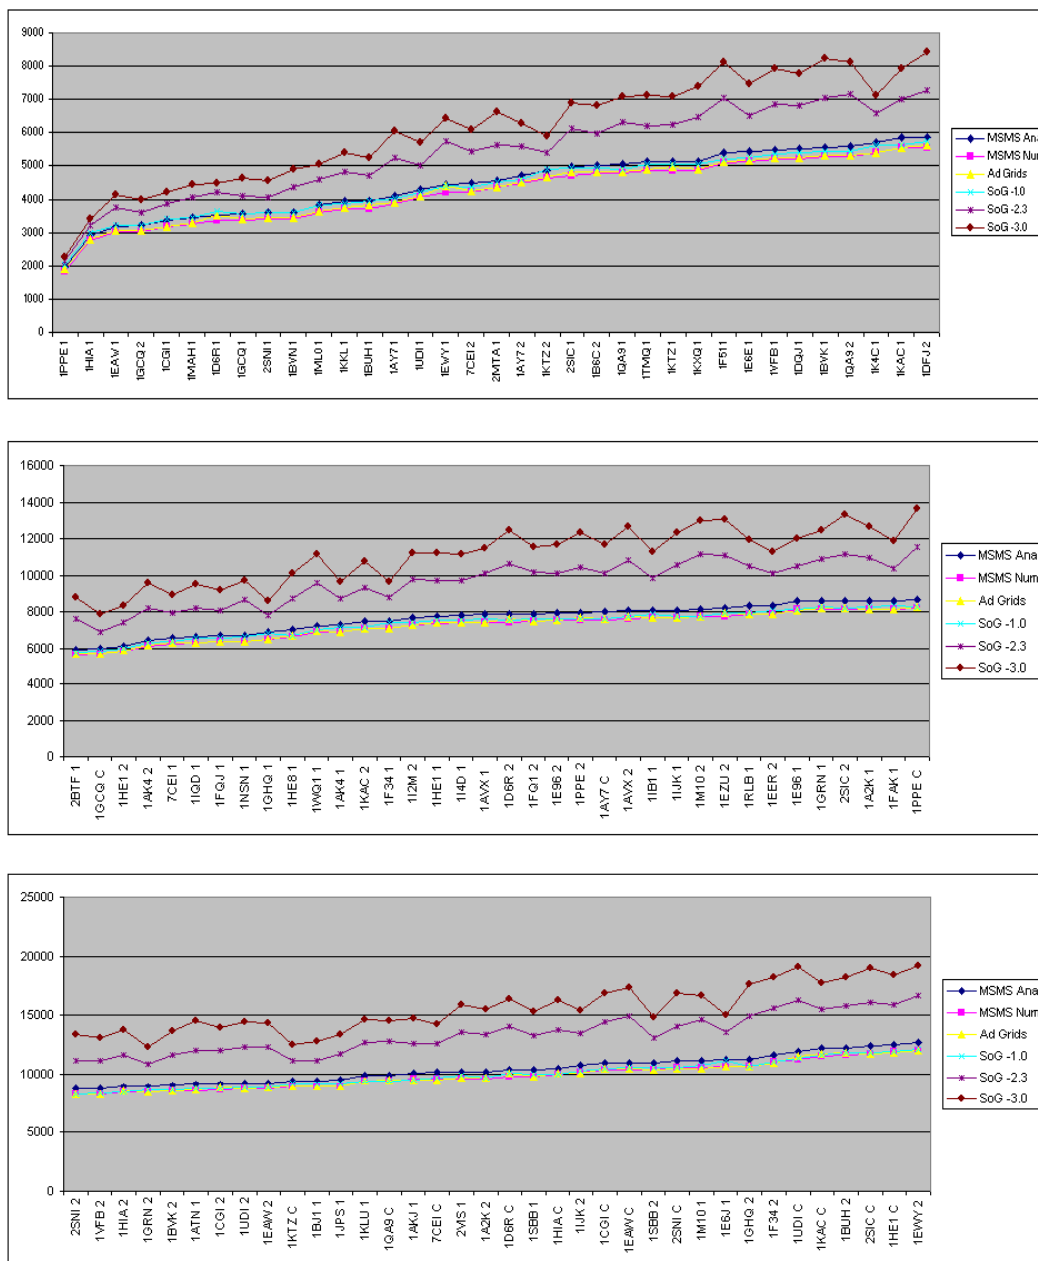 9000
8000
7000
6000
5000
4000
3000
2000
1000
0
1PPE 1
1HIA 1
1EAW 1
1GCQ 2
1CGI 1
1MAH 1
1D6R 1
1GCQ 1
2SNI 1
1BVN 1
1ML0 1
1KKL 1
1BUH 1
1AY7 1
1UDI 1
1EWY 1
7CEI 2
2MTA 1
1AY7 2
1KTZ 2
2SIC 1
1B6C 2
1QA9 1
1TMQ 1
1KTZ 1
1KXQ 1
1F51 1
1E6E 1
1VFB 1
1DQJ 1
1BVK 1
1QA9 2
1K4C 1
1KAC 1
1DFJ 2
MSMS Ana
MSMS Num
Ad Grids
SoG -1.0
SoG -2.3
SoG -3.0
16000
14000
12000
10000
8000
6000
4000
2000
0
2BTF 1
1GCQ C
1HE1 2
1AK4 2
7CEI 1
1IQD 1
1FQJ 1
1NSN 1
1GHQ 1
1HE8 1
1WQ1 1
1AK4 1
1KAC 2
1F34 1
1I2M 2
1HE1 1
1I4D 1
1AVX 1
1D6R 2
1FQ1 2
1E96 2
1PPE 2
1AY7 C
1AVX 2
1IB1 1
1IJK 1
1M10 2
1EZU 2
1RLB 1
1EER 2
1E96 1
1GRN 1
2SIC 2
1A2K 1
1FAK 1
1PPE C
MSMS Ana
MSMS Num
Ad Grids
SoG -1.0
SoG -2.3
SoG -3.0
25000
20000
15000
10000
5000
0
2SNI 2
1VFB 2
1HIA 2
1GRN 2
1BVK 2
1ATN 1
1CGI 2
1UDI 2
1EAW 2
1KTZ C
1BJ1 1
1JPS 1
1KLU 1
1QA9 C
1AKJ 1
7CEI C
2VIS 1
1A2K 2
1D6R C
1SBB 1
1HIA C
1IJK 2
1CGI C
1EAW C
1SBB 2
2SNI C
1M10 1
1E6J 1
1GHQ 2
1F34 2
1UDI C
1KAC C
1BUH 2
2SIC C
1HE1 C
1EWY 2
MSMS Ana
MSMS Num
Ad Grids
SoG -1.0
SoG -2.3
SoG -3.0